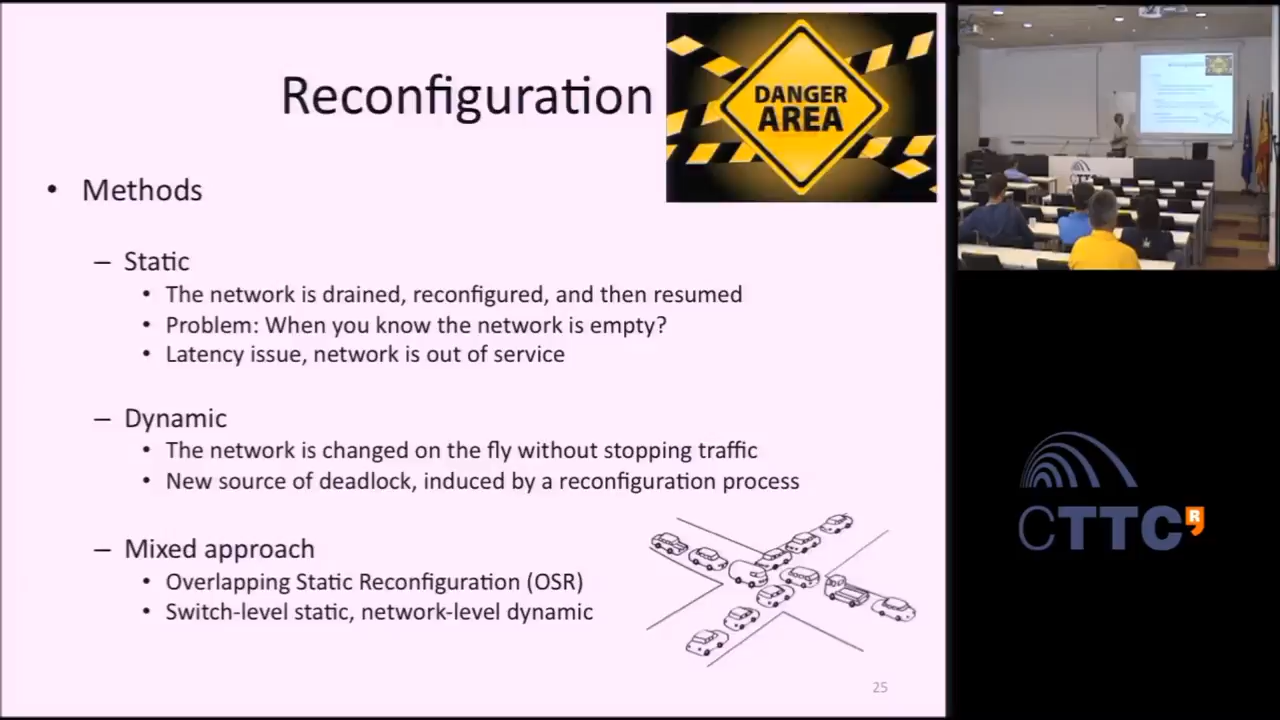 Reconfiguration
DANGER
AREA
• Methods
– Static
• The network is drained, reconfigured, and then resumed
• Problem: When you know the network is empty?
• Latency issue, network is out of service
– Dynamic
• The network is changed on the fly without stopping traffic
• New source of deadlock, induced by a reconfiguration process
– Mixed approach
• Overlapping Static Reconfiguration (OSR)
• Switch-level static, network-level dynamic
25
CTTC
R